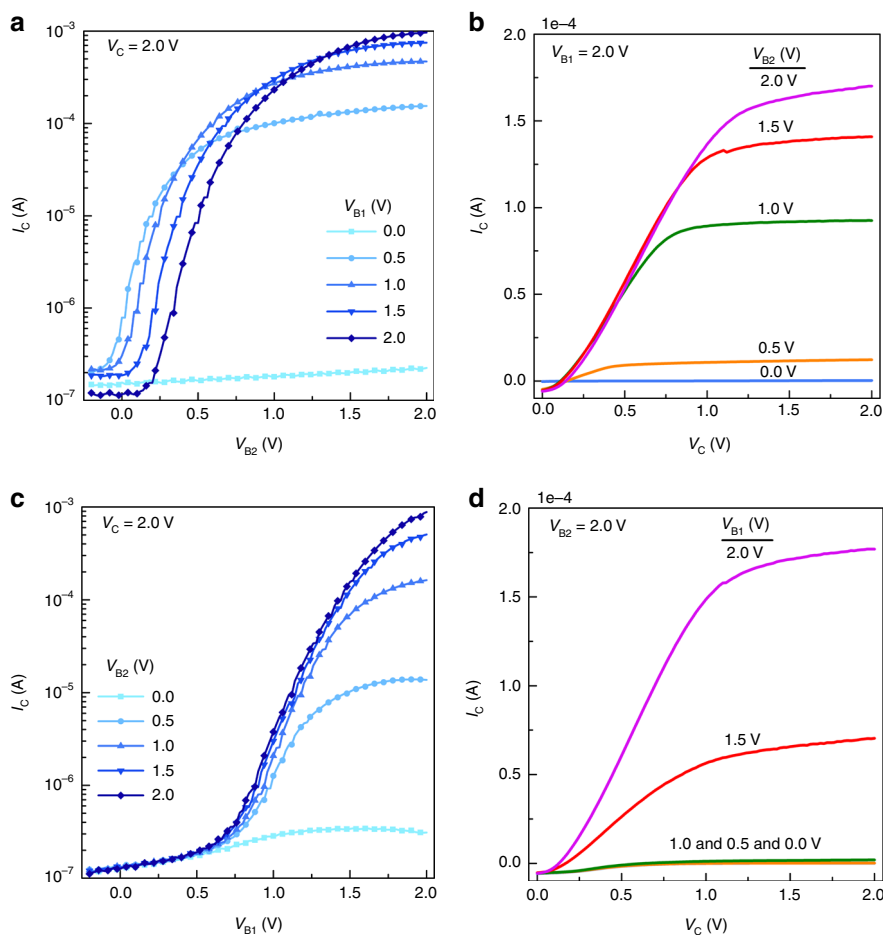 a
V_C = 2.0 V
10⁻³
10⁻⁴
10⁻⁵
10⁻⁶
10⁻⁷
I_C (A)
V_B1 (V)
0.0
0.5
1.0
1.5
2.0
0.0 0.5 1.0 1.5 2.0
V_B2 (V)
b
1e−4
2.0
1.5
1.0
0.5
0.0
I_C (A)
V_B1 = 2.0 V
V_B2 (V)
2.0 V
1.5 V
1.0 V
0.5 V
0.0 V
0.0 0.5 1.0 1.5 2.0
V_C (V)
c
V_C = 2.0 V
10⁻³
10⁻⁴
10⁻⁵
10⁻⁶
10⁻⁷
I_C (A)
V_B2 (V)
0.0
0.5
1.0
1.5
2.0
0.0 0.5 1.0 1.5 2.0
V_B1 (V)
d
1e−4
2.0
1.5
1.0
0.5
0.0
I_C (A)
V_B2 = 2.0 V
V_B1 (V)
2.0 V
1.5 V
1.0 and 0.5 and 0.0 V
0.0 0.5 1.0 1.5 2.0
V_C (V)